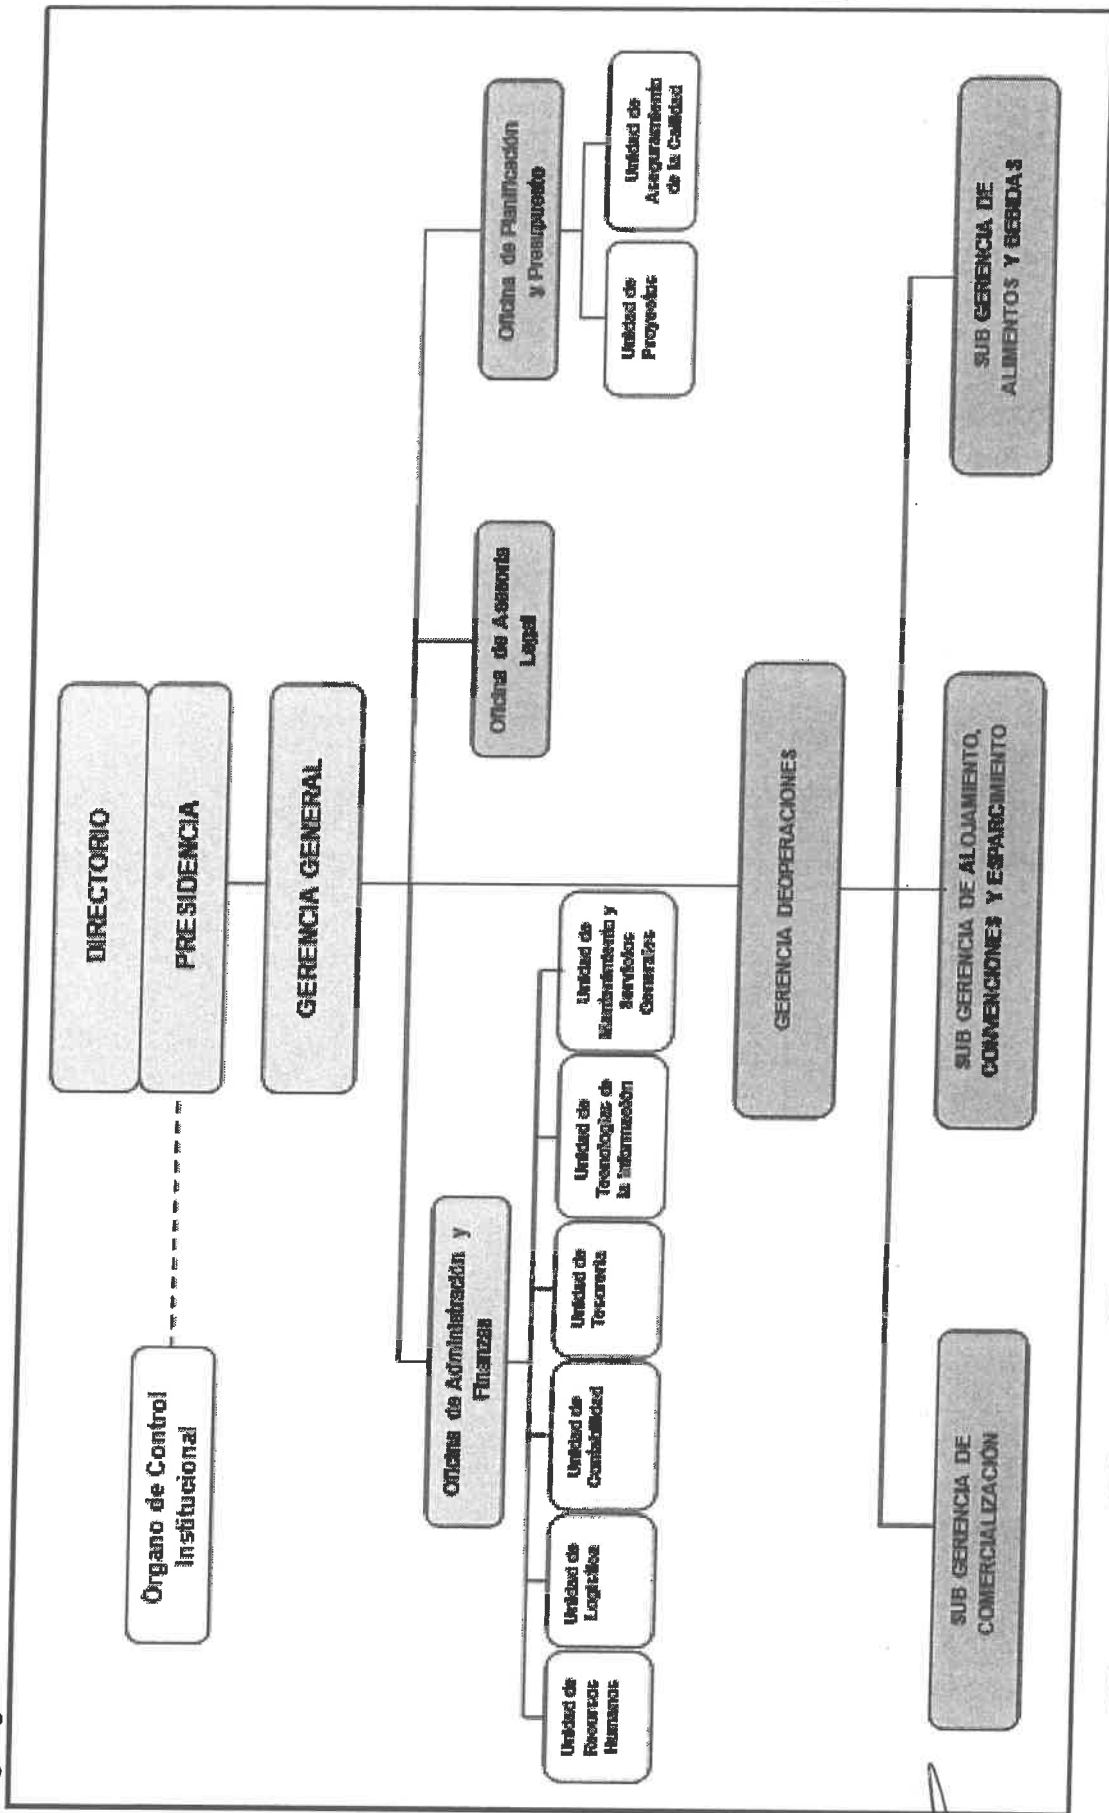 DIRECTORIO
PRESIDENCIA
Organo de Control
Institucional
GERENCIA GENERAL
Oficina de Administración y
Finanzas
Oficina de Asesoria
Legal
Oficina de Planificación
y Presupuesto
Unidad de
Recursos
Humanos
Unidad de
Logística
Unidad de
Contabilidad
Unidad de
Tesorería
Unidad de
Tecnologías de
la Información
Unidad de
Mantenimiento y
Servicios
Generales
Unidad de
Proyectos
Unidad de
Aseguramiento
de la Calidad
GERENCIA DEOPERACIONES
SUB GERENCIA DE
COMERCIALIZACIÓN
SUB GERENCIA DE ALOJAMIENTO,
CONVENCIONES Y ESPARCIMIENTO
SUB GERENCIA DE
ALIMENTOS Y BEBIDAS